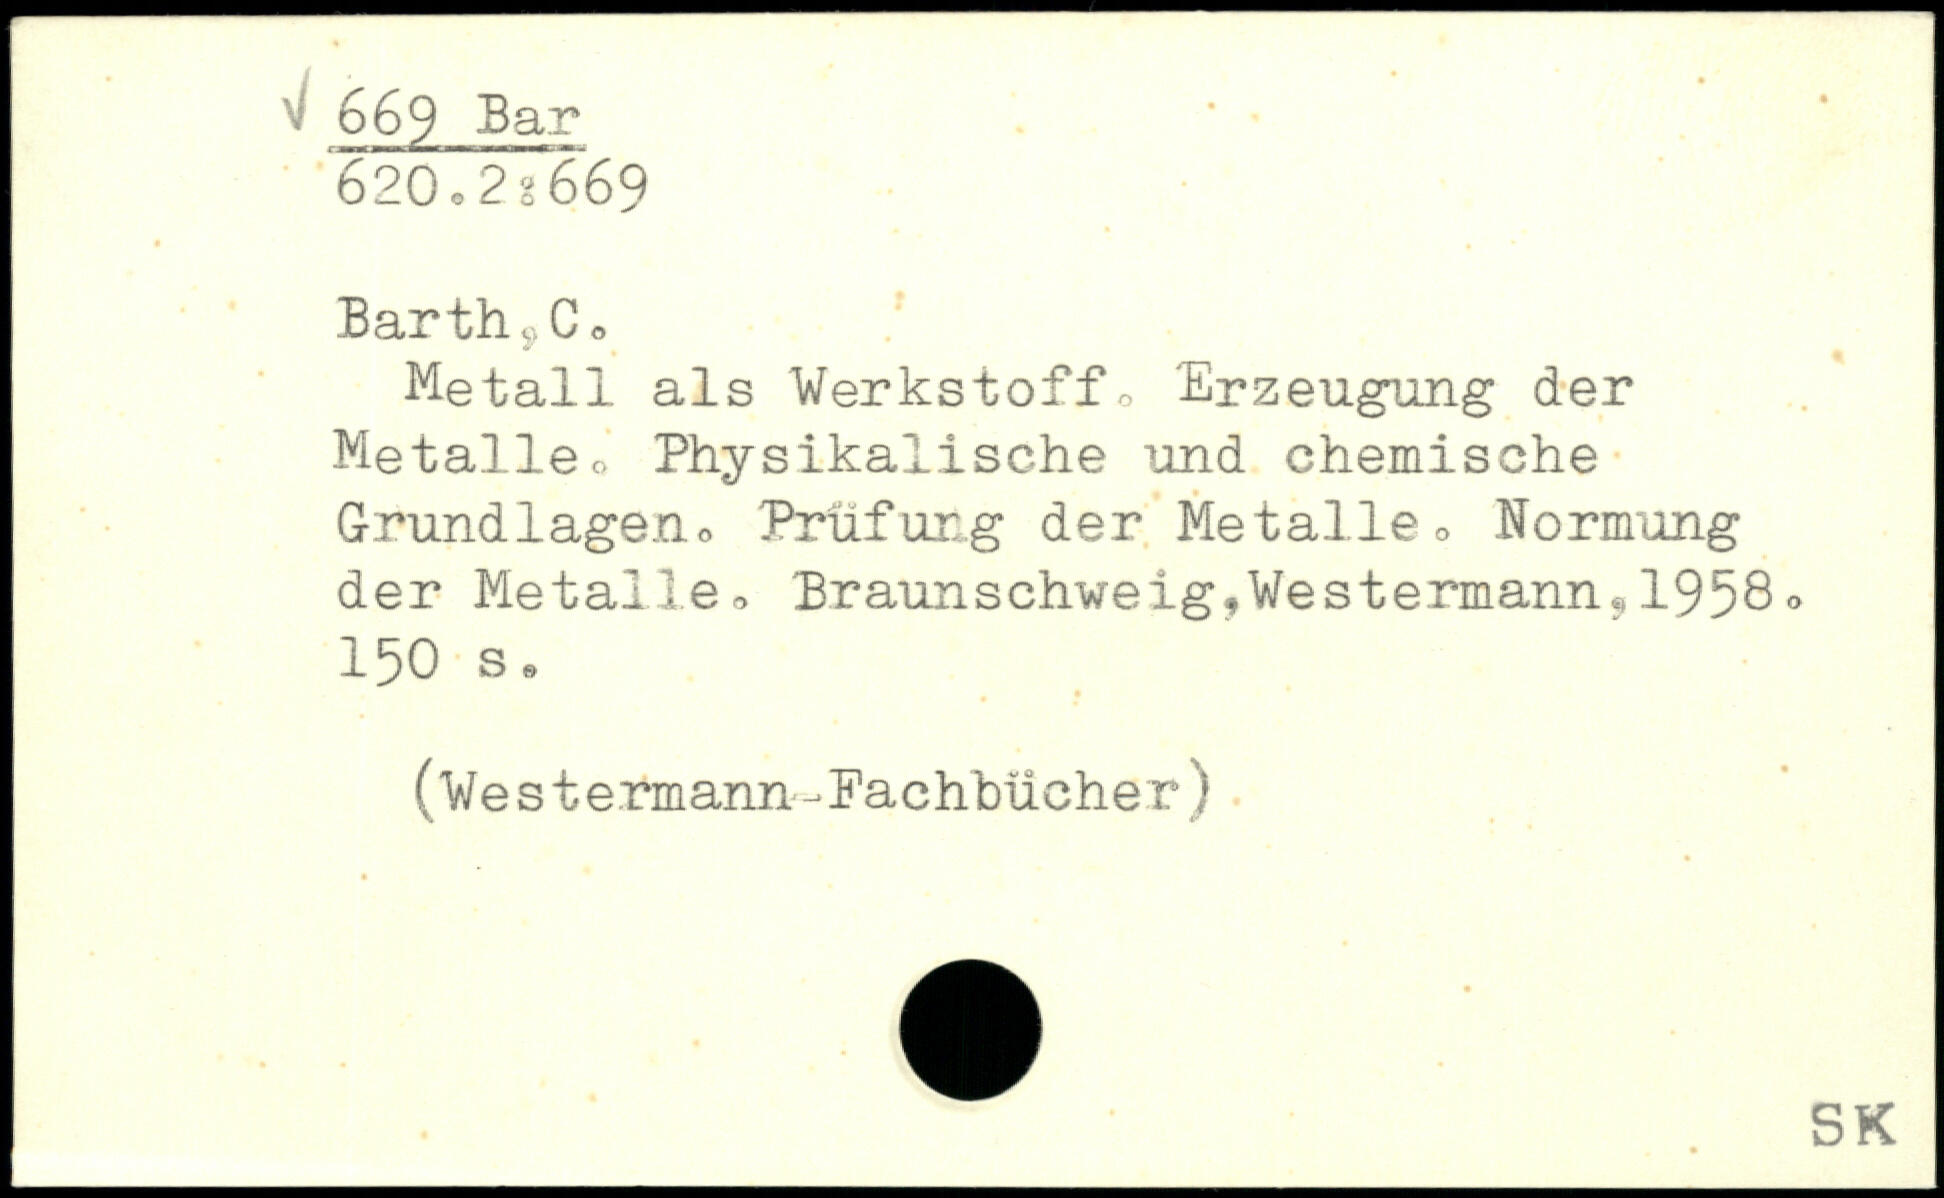 √ 669 Bar
620.2:669
Barth,C.
Metall als Werkstoff. Erzeugung der
Metalle. Physikalische und chemische
Grundlagen. Prüfung der Metalle. Normung
der Metalle. Braunschweig,Westermann,1958.
150 s.
(Westermann-Fachbücher)
SK